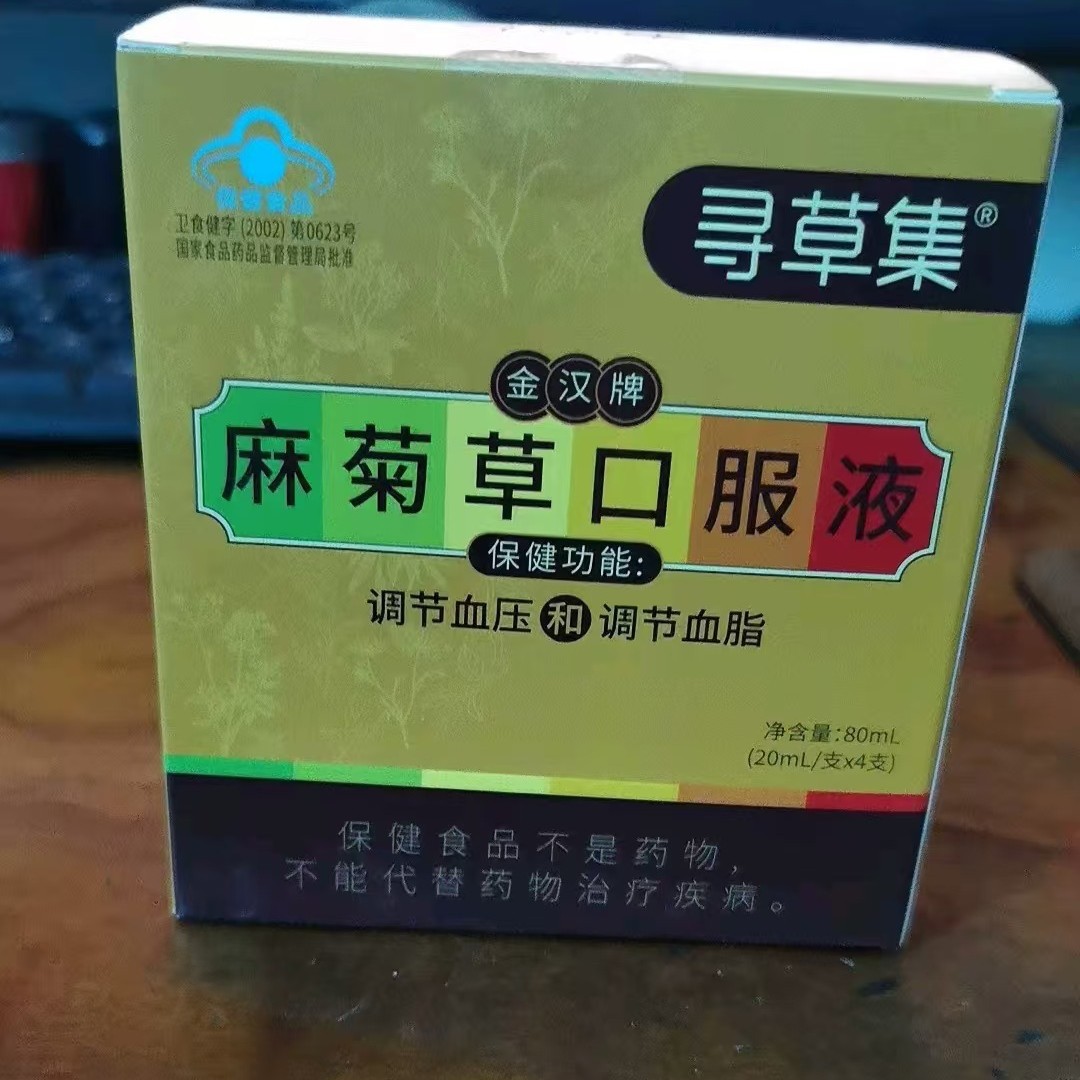 保健食品
卫食健字(2002)第0623号
国家食品药品监督管理局批准
寻草集®
金汉牌
麻菊草口服液
保健功能:
调节血压和调节血脂
净含量:80mL
(20mL/支x4支)
保健食品不是药物,
不能代替药物治疗疾病。